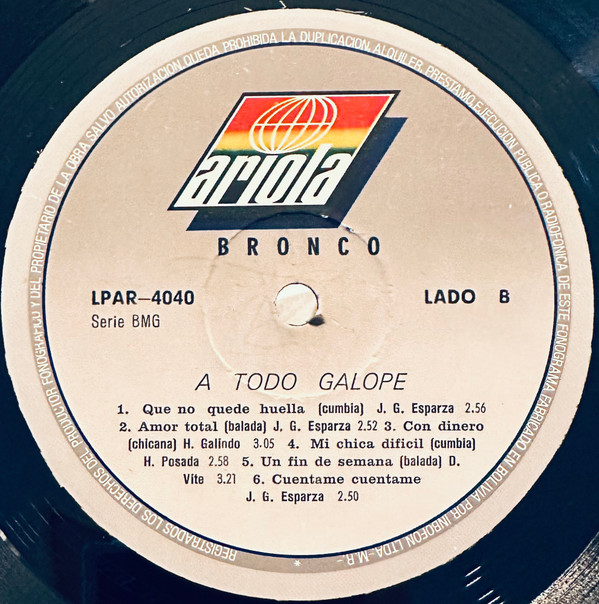 REGISTRADOS LOS DERECHOS DEL PRODUCTOR FONOGRAFICO Y DEL PROPIETARIO DE LA OBRA SALVO AUTORIZACION QUEDA PROHIBIDA LA DUPLICACION, ALQUILER, PRESTAMO, EJECUCION PUBLICA O RADIOFONICA DE ESTE FONOGRAMA FABRICADO EN BOLIVIA POR INBOFON LTDA-M.R- *
ariola
BRONCO
LPAR-4040 LADO B
Serie BMG
A TODO GALOPE
1. Que no quede huella (cumbia) J. G. Esparza 2.56
2. Amor total (balada) J. G. Esparza 2.52 3. Con dinero
(chicana) H. Galindo 3.05 4. Mi chica dificil (cumbia)
H. Posada 2.58 5. Un fin de semana (balada) D.
Vite 3.21 6. Cuentame cuentame
J. G. Esparza 2.50